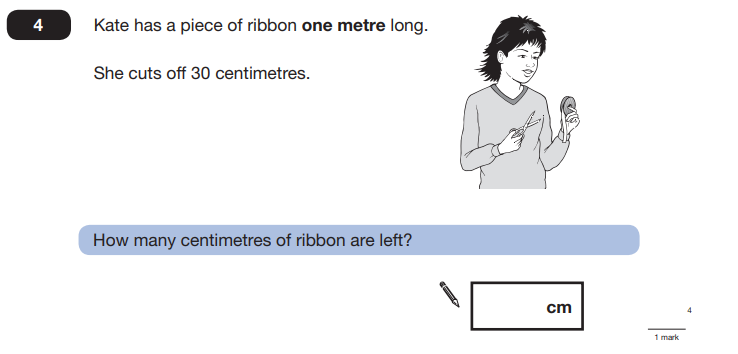 4
Kate has a piece of ribbon one metre long.
She cuts off 30 centimetres.
How many centimetres of ribbon are left?
cm
4
1 mark